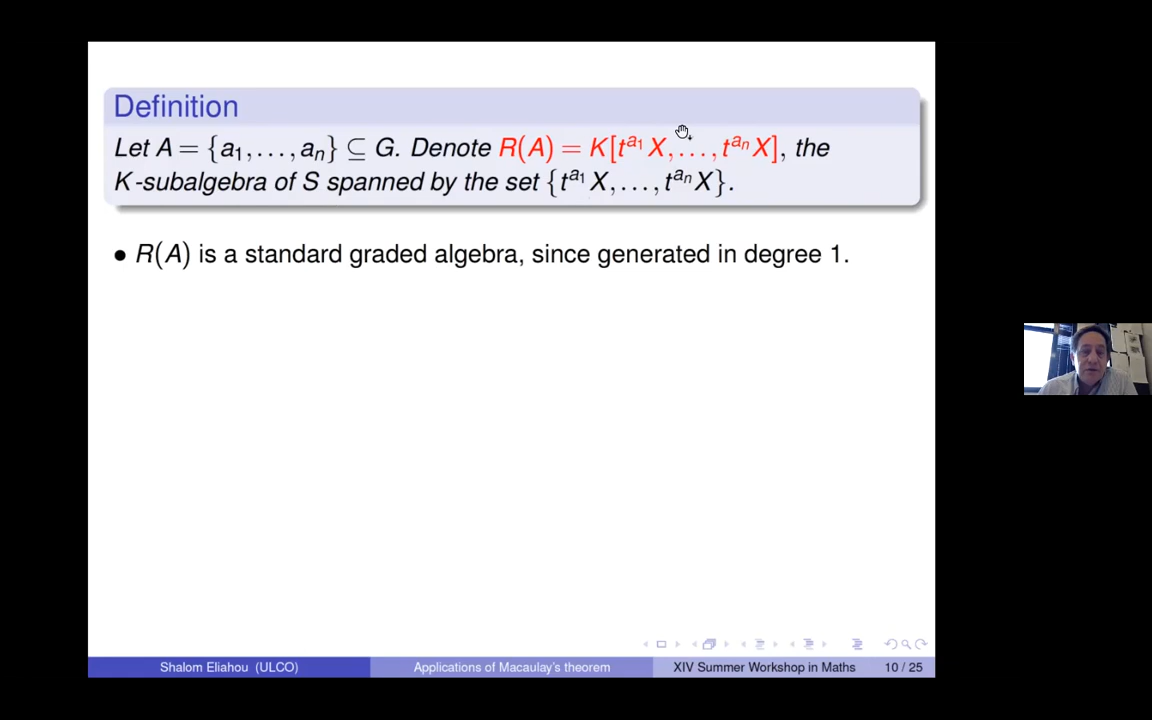 Definition
Let A = {a₁, . . . , aₙ} ⊆ G. Denote R(A) = K[t^{a₁}X, . . . , t^{aₙ}X], the
K-subalgebra of S spanned by the set {t^{a₁}X, . . . , t^{aₙ}X}.
● R(A) is a standard graded algebra, since generated in degree 1.
Shalom Eliahou (ULCO) Applications of Macaulay's theorem XIV Summer Workshop in Maths 10 / 25